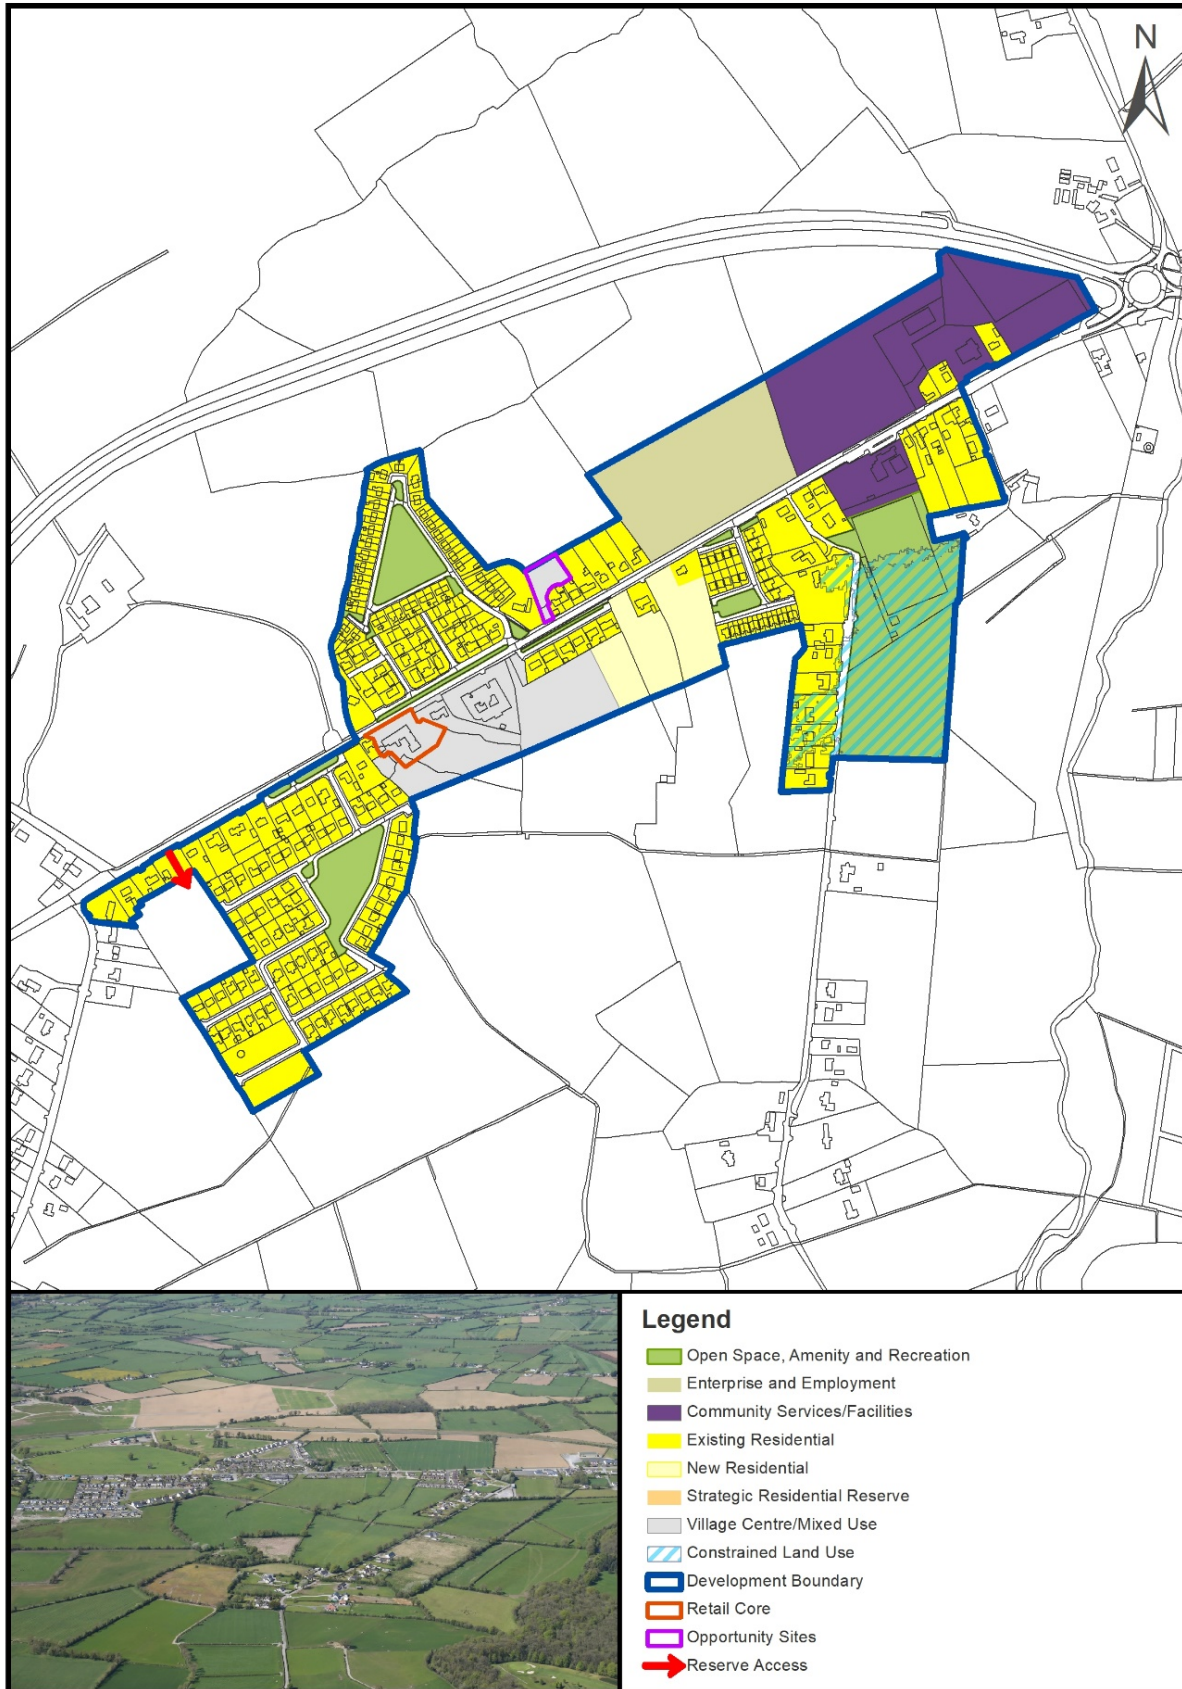 N
Legend
Open Space, Amenity and Recreation
Enterprise and Employment
Community Services/Facilities
Existing Residential
New Residential
Strategic Residential Reserve
Village Centre/Mixed Use
Constrained Land Use
Development Boundary
Retail Core
Opportunity Sites
Reserve Access